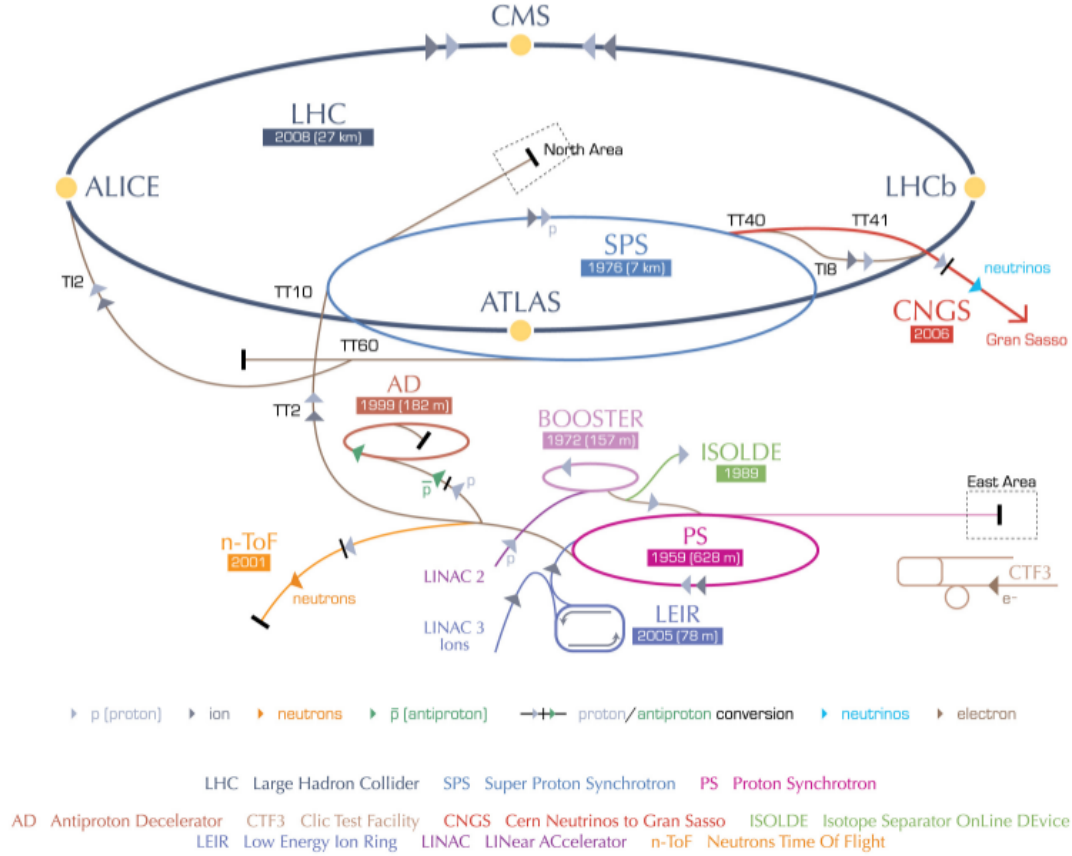 CMS
LHC
2008 (27 km)
North Area
ALICE
LHCb
TT40
TT41
p
SPS
1976 (7 km)
TI8
neutrinos
TI2
TT10
ATLAS
CNGS
2006
Gran Sasso
TT60
AD
1999 (182 m)
TT2
BOOSTER
1972 (157 m)
ISOLDE
1989
p̅
p
East Area
n-ToF
2001
PS
1959 (628 m)
p
LINAC 2
neutrons
CTF3
e-
LEIR
2005 (78 m)
LINAC 3
Ions
p (proton) ion neutrons p̅ (antiproton) proton/antiproton conversion neutrinos electron
LHC Large Hadron Collider SPS Super Proton Synchrotron PS Proton Synchrotron
AD Antiproton Decelerator CTF3 Clic Test Facility CNGS Cern Neutrinos to Gran Sasso ISOLDE Isotope Separator OnLine DEvice
LEIR Low Energy Ion Ring LINAC LINear ACcelerator n-ToF Neutrons Time Of Flight